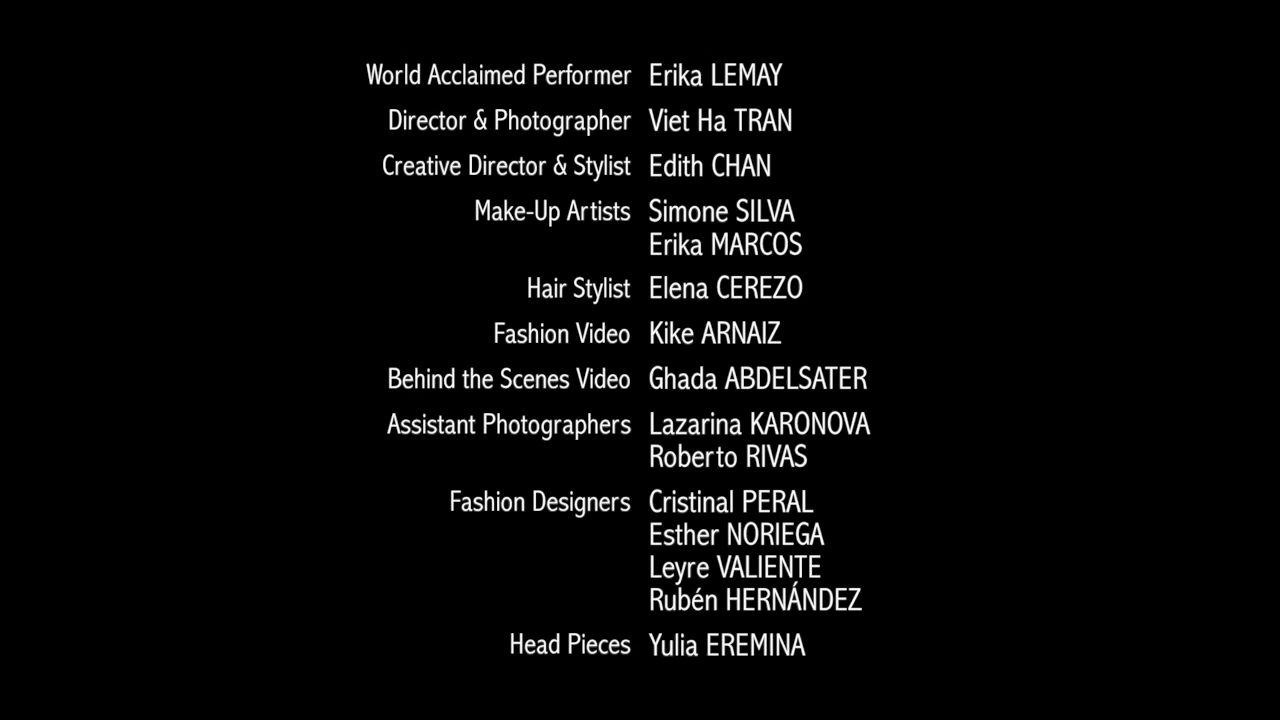 World Acclaimed Performer Erika LEMAY
Director & Photographer Viet Ha TRAN
Creative Director & Stylist Edith CHAN
Make-Up Artists Simone SILVA
Erika MARCOS
Hair Stylist Elena CEREZO
Fashion Video Kike ARNAIZ
Behind the Scenes Video Ghada ABDELSATER
Assistant Photographers Lazarina KARONOVA
Roberto RIVAS
Fashion Designers Cristinal PERAL
Esther NORIEGA
Leyre VALIENTE
Rubén HERNÁNDEZ
Head Pieces Yulia EREMINA